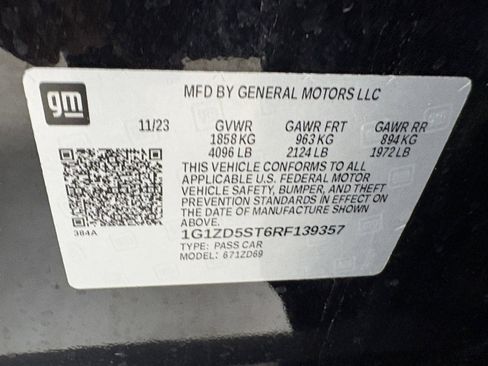 gm
MFD BY GENERAL MOTORS LLC
11/23 GVWR GAWR FRT GAWR RR
1858 KG 963 KG 894 KG
4096 LB 2124 LB 1972 LB
THIS VEHICLE CONFORMS TO ALL
APPLICABLE U.S. FEDERAL MOTOR
VEHICLE SAFETY, BUMPER, AND THEFT
PREVENTION STANDARDS IN EFFECT ON
THE DATE OF MANUFACTURE SHOWN
ABOVE.
384A
1G1ZD5ST6RF139357
TYPE: PASS CAR
MODEL: 671ZD69